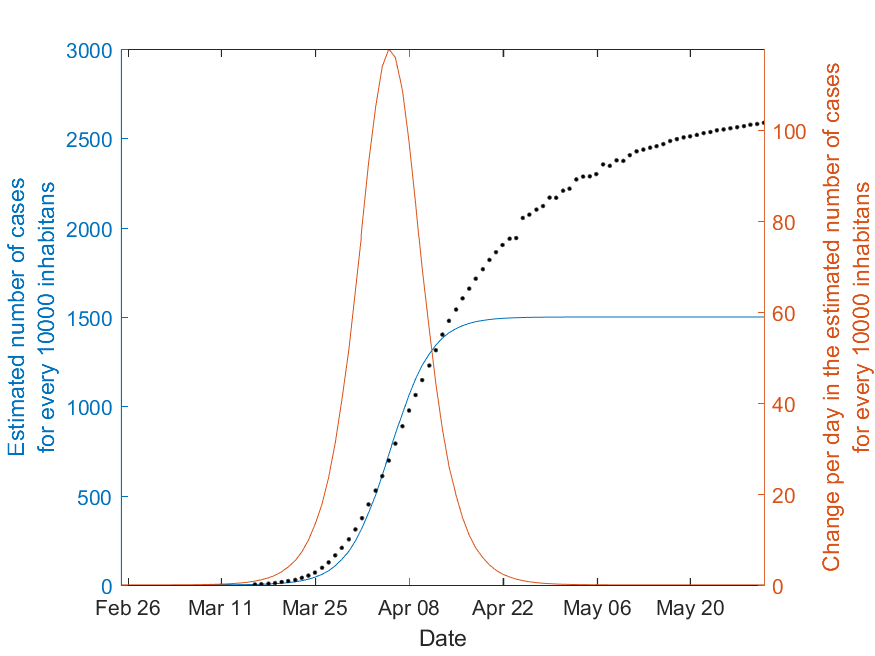 3000
2500
2000
1500
1000
500
0
Estimated number of cases
for every 10000 inhabitans
100
80
60
40
20
0
Change per day in the estimated number of cases
for every 10000 inhabitans
Feb 26 Mar 11 Mar 25 Apr 08 Apr 22 May 06 May 20
Date